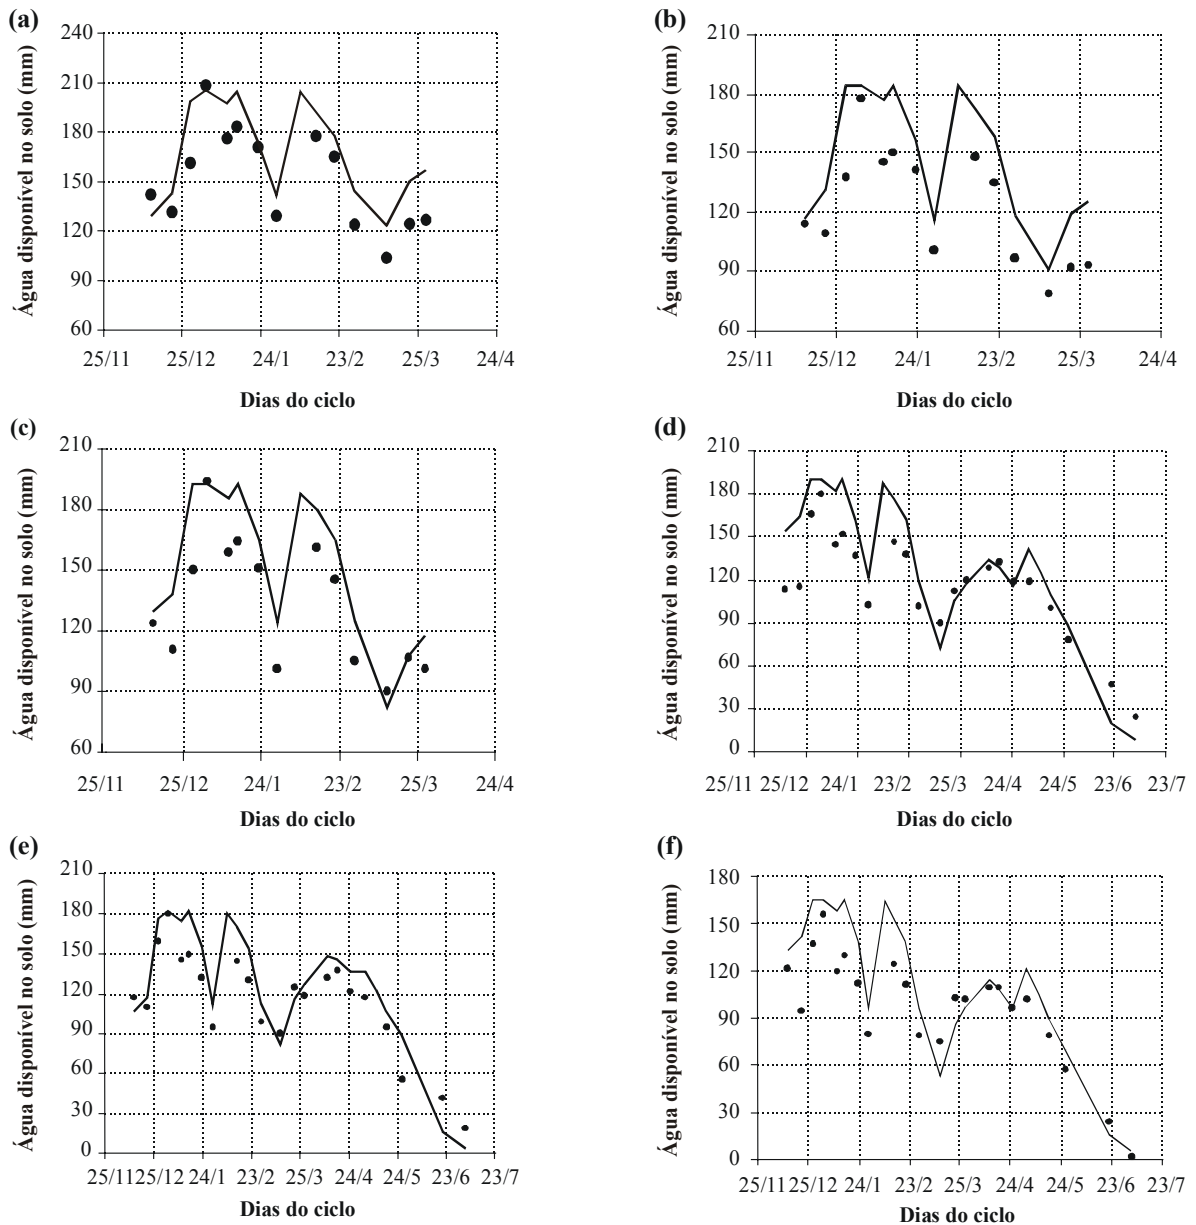 (a)
Água disponível no solo (mm)
240
210
180
150
120
90
60
25/11 25/12 24/1 23/2 25/3 24/4
Dias do ciclo
(b)
Água disponível no solo (mm)
210
180
150
120
90
60
25/11 25/12 24/1 23/2 25/3 24/4
Dias do ciclo
(c)
Água disponível no solo (mm)
210
180
150
120
90
60
25/11 25/12 24/1 23/2 25/3 24/4
Dias do ciclo
(d)
Água disponível no solo (mm)
210
180
150
120
90
60
30
0
25/11 25/12 24/1 23/2 25/3 24/4 24/5 23/6 23/7
Dias do ciclo
(e)
Água disponível no solo (mm)
210
180
150
120
90
60
30
0
25/11 25/12 24/1 23/2 25/3 24/4 24/5 23/6 23/7
Dias do ciclo
(f)
Água disponível no solo (mm)
180
150
120
90
60
30
0
25/11 25/12 24/1 23/2 25/3 24/4 24/5 23/6 23/7
Dias do ciclo